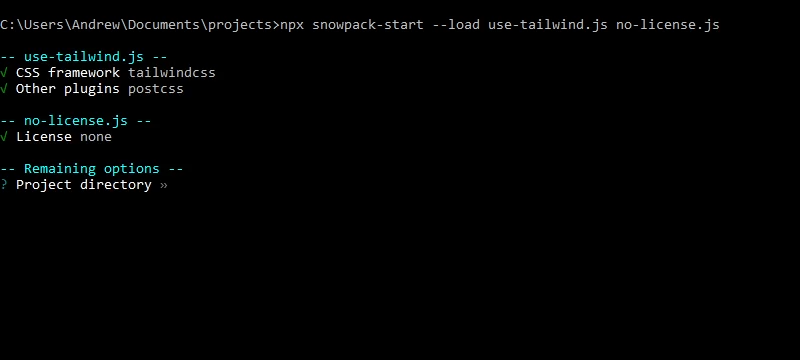 C:\Users\Andrew\Documents\projects>npx snowpack-start --load use-tailwind.js no-license.js
-- use-tailwind.js --
√ CSS framework tailwindcss
√ Other plugins postcss
-- no-license.js --
√ License none
-- Remaining options --
? Project directory »